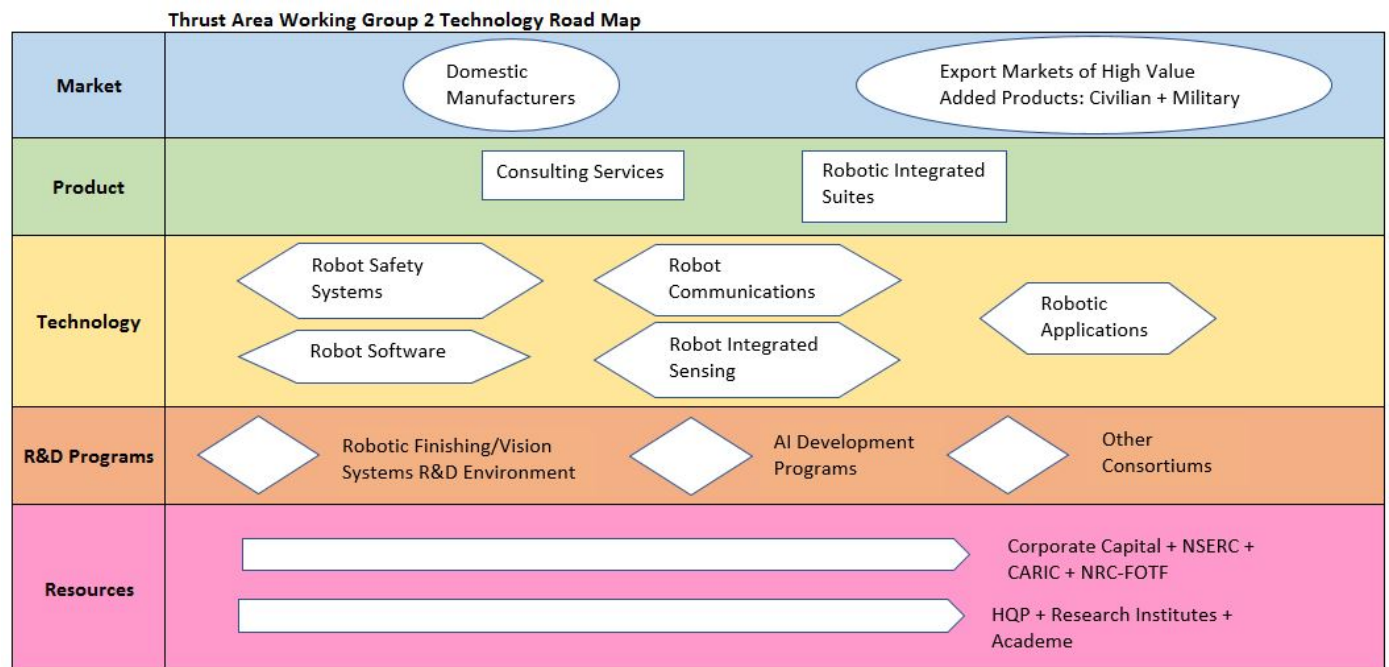 Thrust Area Working Group 2 Technology Road Map
Market
Domestic
Manufacturers
Export Markets of High Value
Added Products: Civilian + Military
Product
Consulting Services
Robotic Integrated
Suites
Technology
Robot Safety
Systems
Robot
Communications
Robotic
Applications
Robot Software
Robot Integrated
Sensing
R&D Programs
Robotic Finishing/Vision
Systems R&D Environment
AI Development
Programs
Other
Consortiums
Resources
Corporate Capital + NSERC +
CARIC + NRC-FOTF
HQP + Research Institutes +
Academe